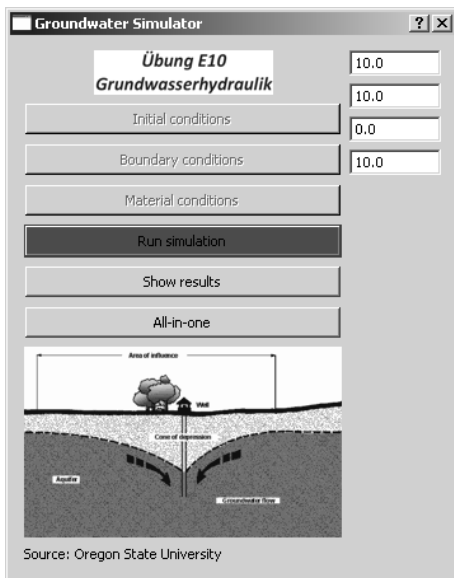 Groundwater Simulator
Übung E10
Grundwasserhydraulik
10.0
10.0
0.0
10.0
Initial conditions
Boundary conditions
Material conditions
Run simulation
Show results
All-in-one
Area of influence
Well
Cone of depression
Aquifer
Groundwater flow
Source: Oregon State University